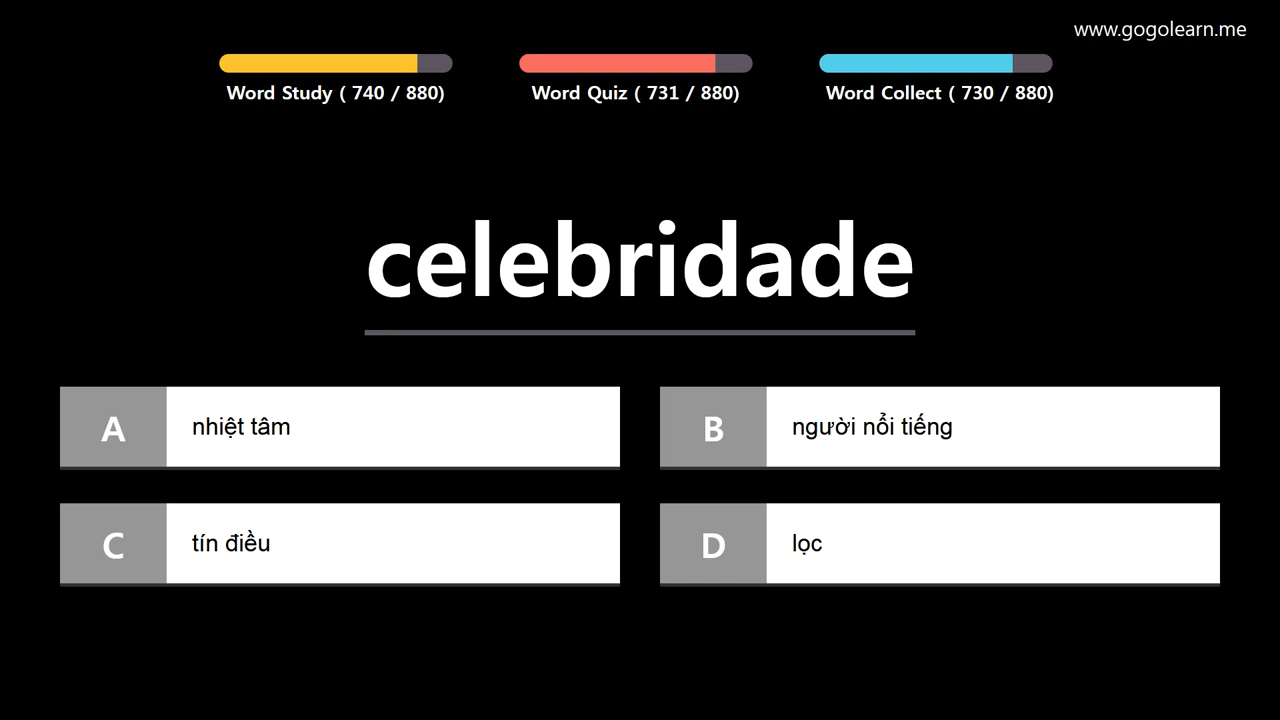 www.gogolearn.me
Word Study ( 740 / 880)
Word Quiz ( 731 / 880)
Word Collect ( 730 / 880)
celebridade
A nhiệt tâm
B người nổi tiếng
C tín điều
D lọc